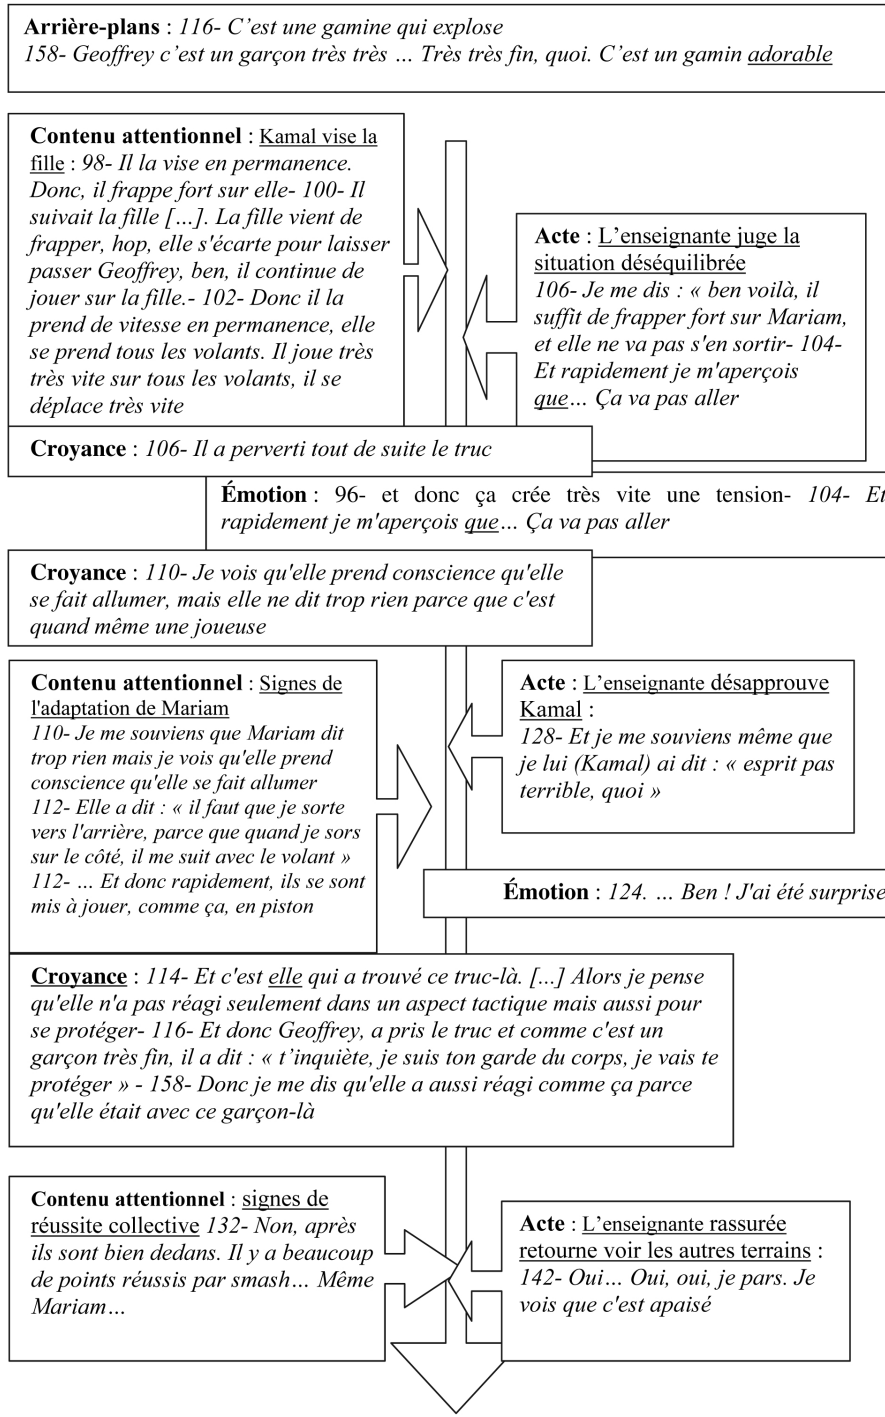 Arrière-plans : 116- C’est une gamine qui explose
158- Geoffrey c’est un garçon très très … Très très fin, quoi. C’est un gamin adorable
Contenu attentionnel : Kamal vise la
fille : 98- Il la vise en permanence.
Donc, il frappe fort sur elle- 100- Il
suivait la fille […]. La fille vient de
frapper, hop, elle s'écarte pour laisser
passer Geoffrey, ben, il continue de
jouer sur la fille.- 102- Donc il la
prend de vitesse en permanence, elle
se prend tous les volants. Il joue très
très vite sur tous les volants, il se
déplace très vite
Acte : L’enseignante juge la
situation déséquilibrée
106- Je me dis : « ben voilà, il
suffit de frapper fort sur Mariam,
et elle ne va pas s'en sortir- 104-
Et rapidement je m'aperçois
que… Ça va pas aller
Croyance : 106- Il a perverti tout de suite le truc
Émotion : 96- et donc ça crée très vite une tension- 104- Et
rapidement je m'aperçois que… Ça va pas aller
Croyance : 110- Je vois qu'elle prend conscience qu'elle
se fait allumer, mais elle ne dit trop rien parce que c'est
quand même une joueuse
Contenu attentionnel : Signes de
l'adaptation de Mariam
110- Je me souviens que Mariam dit
trop rien mais je vois qu'elle prend
conscience qu'elle se fait allumer
112- Elle a dit : « il faut que je sorte
vers l'arrière, parce que quand je sors
sur le côté, il me suit avec le volant »
112- … Et donc rapidement, ils se sont
mis à jouer, comme ça, en piston
Acte : L’enseignante désapprouve
Kamal :
128- Et je me souviens même que
je lui (Kamal) ai dit : « esprit pas
terrible, quoi »
Émotion : 124. … Ben ! J'ai été surprise
Croyance : 114- Et c'est elle qui a trouvé ce truc-là. […] Alors je pense
qu'elle n'a pas réagi seulement dans un aspect tactique mais aussi pour
se protéger- 116- Et donc Geoffrey, a pris le truc et comme c'est un
garçon très fin, il a dit : « t’inquiète, je suis ton garde du corps, je vais te
protéger » - 158- Donc je me dis qu'elle a aussi réagi comme ça parce
qu'elle était avec ce garçon-là
Contenu attentionnel : signes de
réussite collective 132- Non, après
ils sont bien dedans. Il y a beaucoup
de points réussis par smash… Même
Mariam…
Acte : L’enseignante rassurée
retourne voir les autres terrains :
142- Oui… Oui, oui, je pars. Je
vois que c'est apaisé